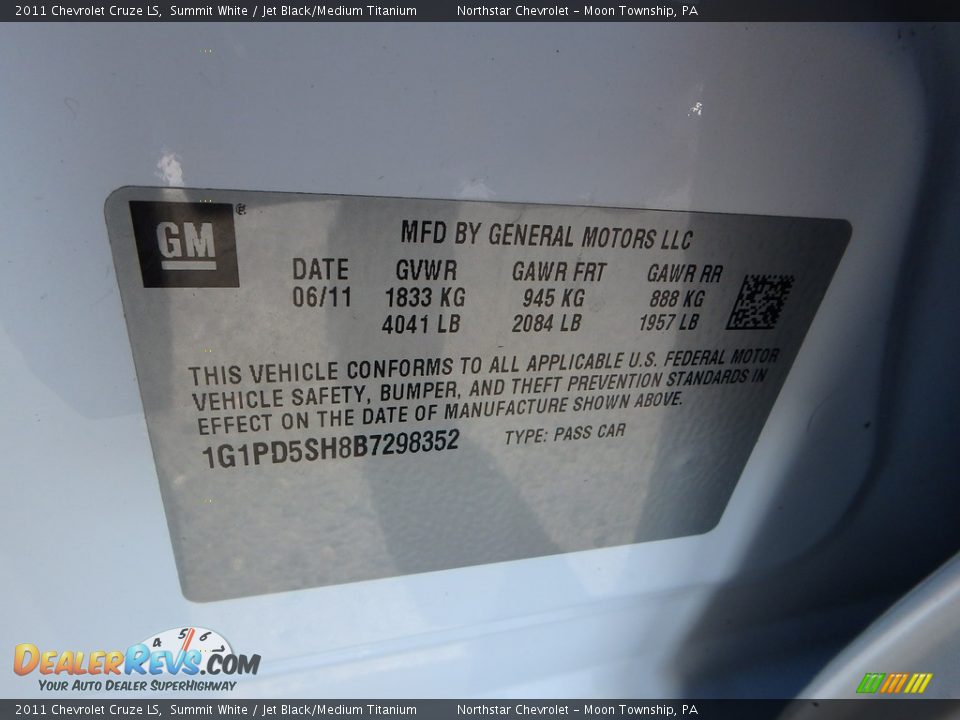 2011 Chevrolet Cruze LS,  Summit White / Jet Black/Medium Titanium     Northstar Chevrolet - Moon Township, PA
GM®
MFD BY GENERAL MOTORS LLC
DATE GVWR GAWR FRT GAWR RR
06/11 1833 KG 945 KG 888 KG
4041 LB 2084 LB 1957 LB
THIS VEHICLE CONFORMS TO ALL APPLICABLE U.S. FEDERAL MOTOR
VEHICLE SAFETY, BUMPER, AND THEFT PREVENTION STANDARDS IN
EFFECT ON THE DATE OF MANUFACTURE SHOWN ABOVE.
1G1PD5SH8B7298352 TYPE: PASS CAR
4 5 6
DEALERREVS.COM
YOUR AUTO DEALER SUPERHIGHWAY
2011 Chevrolet Cruze LS,  Summit White / Jet Black/Medium Titanium     Northstar Chevrolet - Moon Township, PA